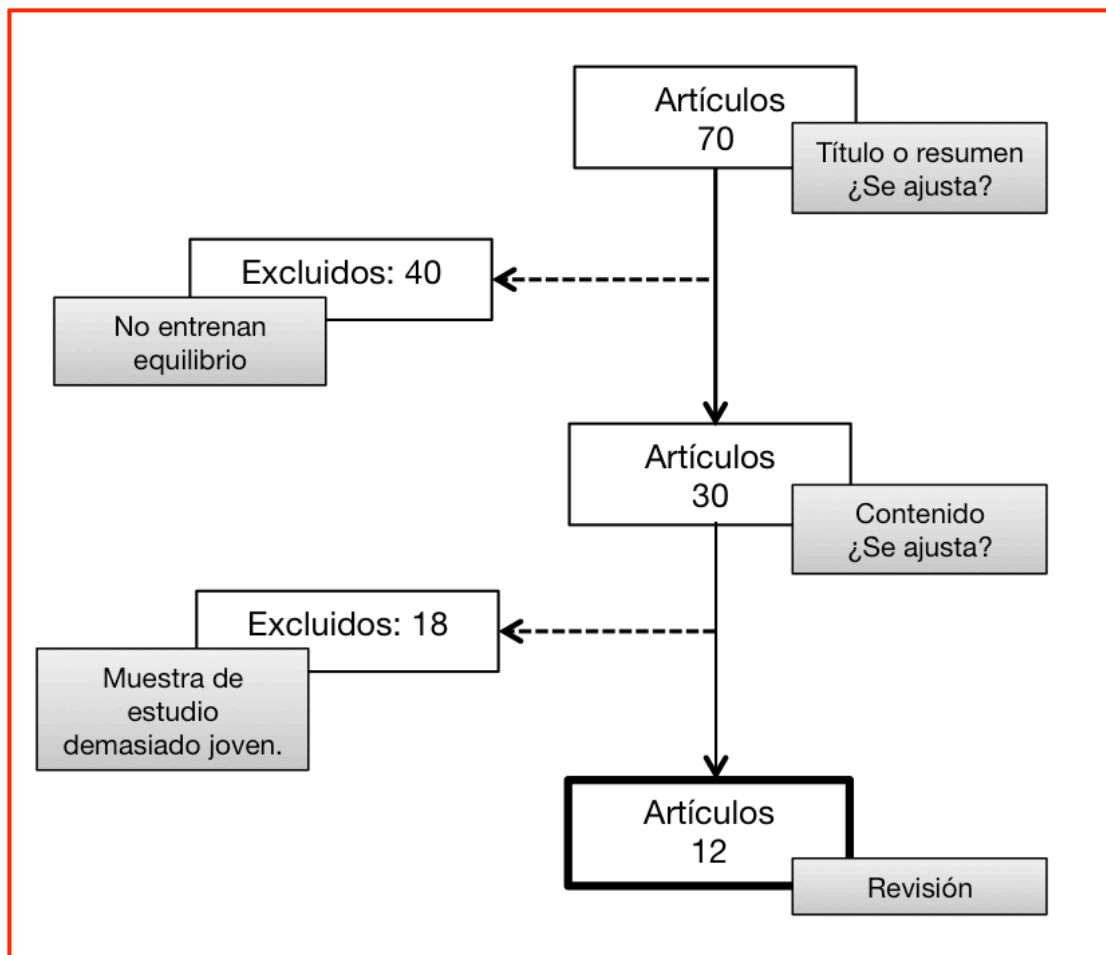 Artículos
70
Título o resumen
¿Se ajusta?
Excluidos: 40
No entrenan
equilibrio
Artículos
30
Contenido
¿Se ajusta?
Excluidos: 18
Muestra de
estudio
demasiado joven.
Artículos
12
Revisión